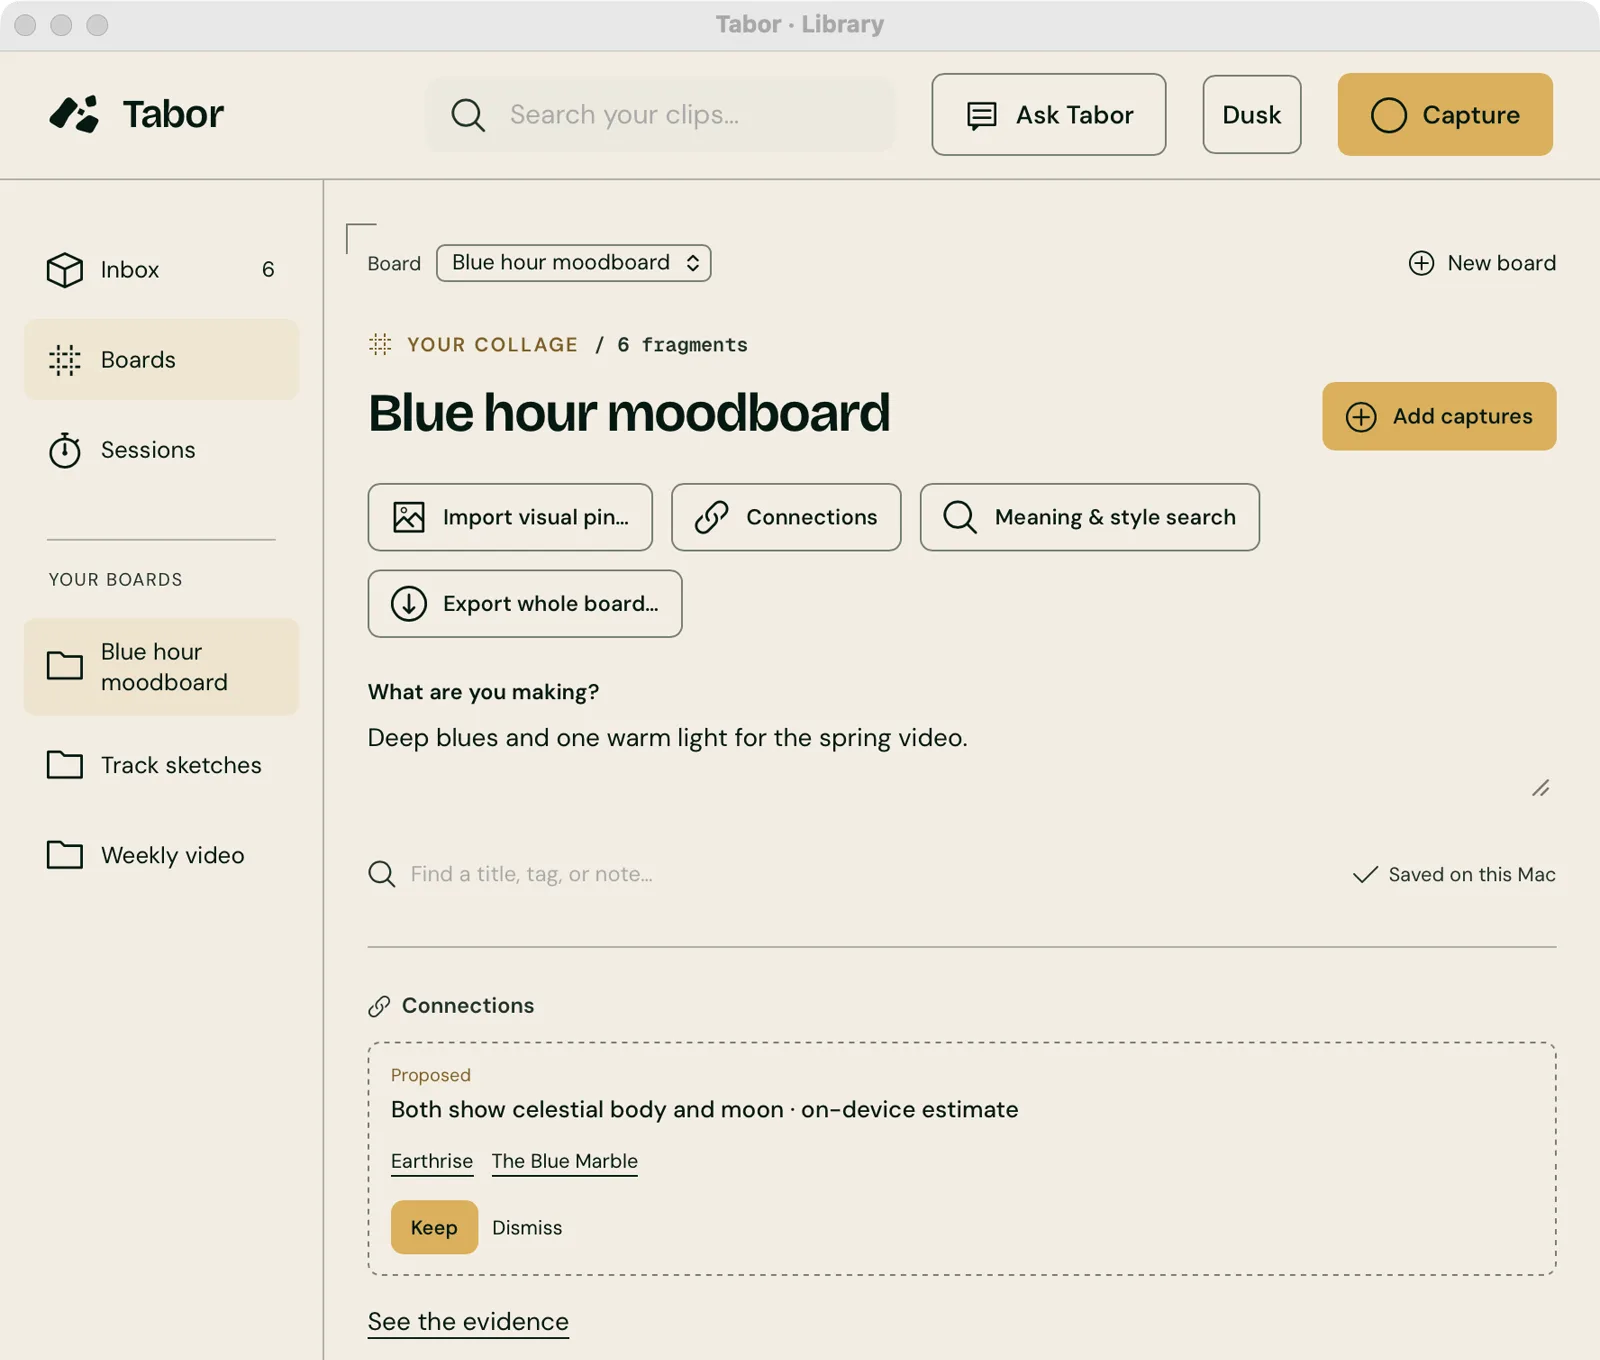 Tabor · Library
Tabor
Search your clips...
Ask Tabor
Dusk
Capture
Inbox
6
Boards
Sessions
YOUR BOARDS
Blue hour
moodboard
Track sketches
Weekly video
Board
Blue hour moodboard
New board
YOUR COLLAGE / 6 fragments
Blue hour moodboard
Add captures
Import visual pin...
Connections
Meaning & style search
Export whole board...
What are you making?
Deep blues and one warm light for the spring video.
Find a title, tag, or note...
Saved on this Mac
Connections
Proposed
Both show celestial body and moon · on-device estimate
Earthrise
The Blue Marble
Keep
Dismiss
See the evidence